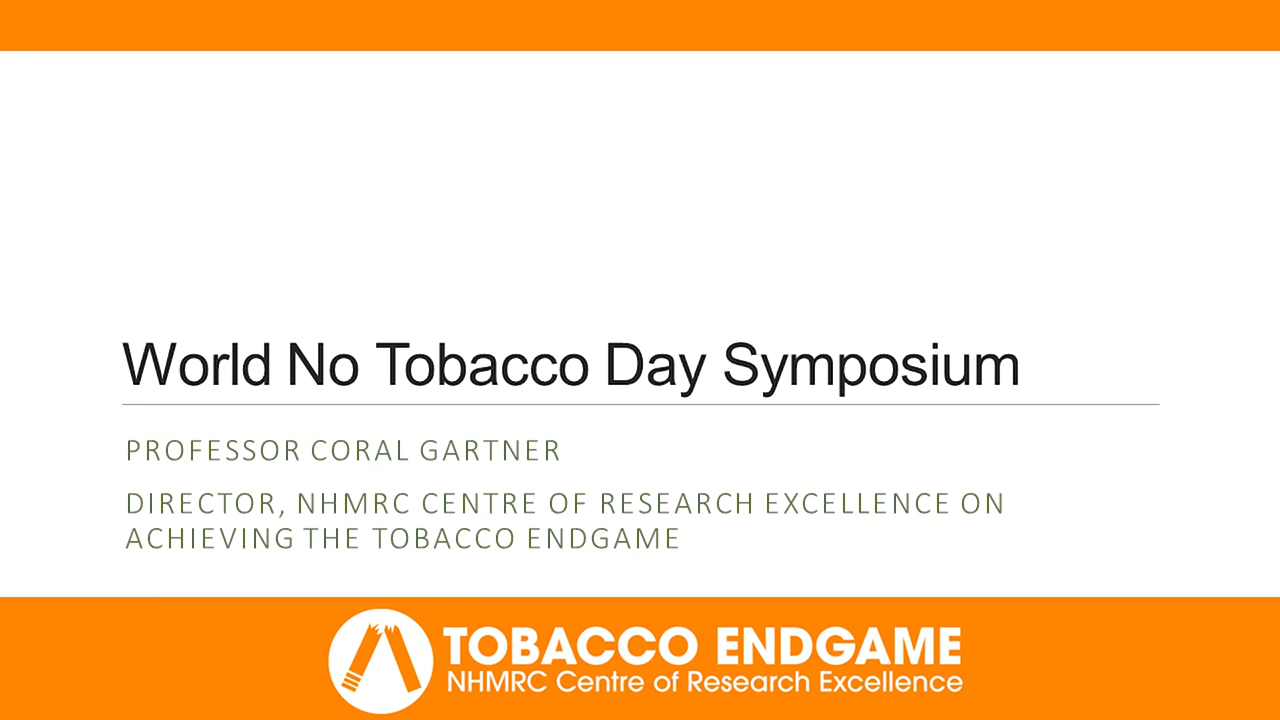 World No Tobacco Day Symposium
PROFESSOR CORAL GARTNER
DIRECTOR, NHMRC CENTRE OF RESEARCH EXCELLENCE ON
ACHIEVING THE TOBACCO ENDGAME
TOBACCO ENDGAME
NHMRC Centre of Research Excellence